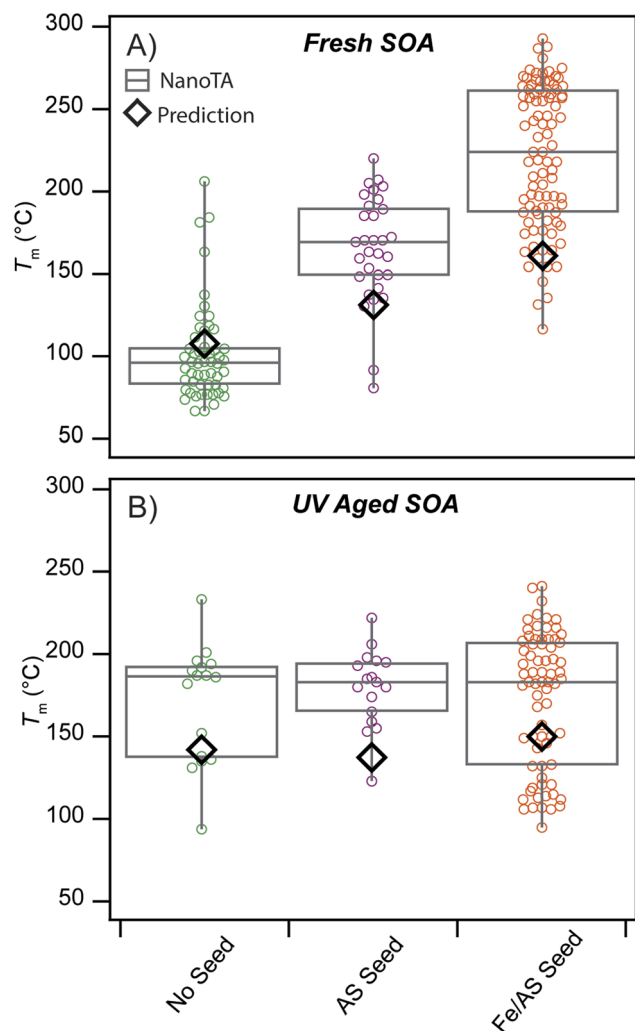 A) Fresh SOA
NanoTA
Prediction
300
250
200
150
100
50
Tm (°C)
B) UV Aged SOA
300
250
200
150
100
50
Tm (°C)
No Seed
AS Seed
Fe/AS Seed